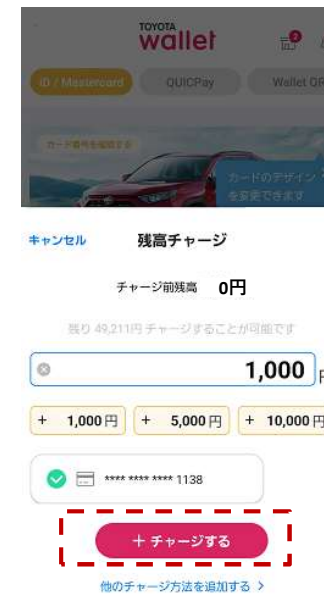 TOYOTA
wallet
2
iD / Mastercard
QUICPay
Wallet QR
カード番号を確認する
カードのデザイン
を変更できます
キャンセル
残高チャージ
チャージ前残高 0円
残り 49,211円 チャージすることが可能です
1,000 円
+ 1,000円
+ 5,000円
+ 10,000円
**** **** **** 1138
+ チャージする
他のチャージ方法を追加する >